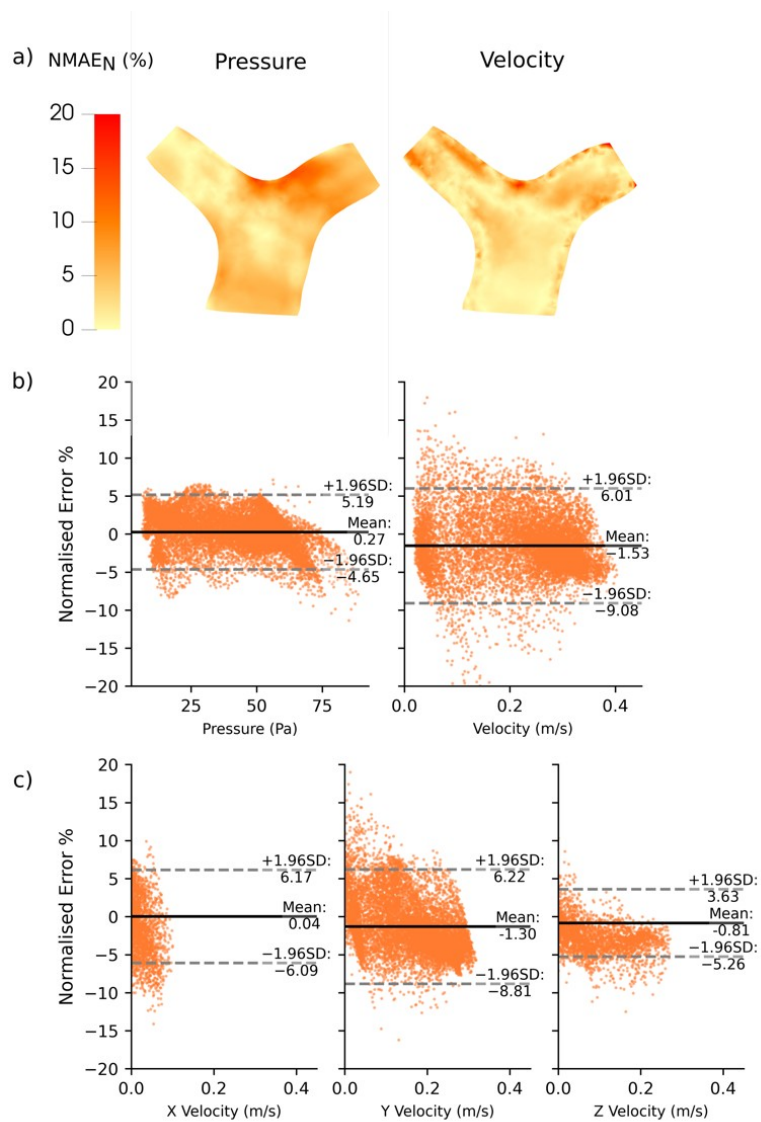 a) NMAE_N (%) Pressure Velocity
20
15
10
5
0
b)
Normalised Error %
20
15
10
5
0
−5
−10
−15
−20
+1.96SD:
5.19
Mean:
0.27
−1.96SD:
−4.65
25 50 75
Pressure (Pa)
+1.96SD:
6.01
Mean:
−1.53
−1.96SD:
−9.08
0.0 0.2 0.4
Velocity (m/s)
c)
Normalised Error %
20
15
10
5
0
−5
−10
−15
−20
+1.96SD:
6.17
Mean:
0.04
−1.96SD:
−6.09
0.0 0.2 0.4
X Velocity (m/s)
+1.96SD:
6.22
Mean:
-1.30
−1.96SD:
−8.81
0.0 0.2 0.4
Y Velocity (m/s)
+1.96SD:
3.63
Mean:
-0.81
−1.96SD:
−5.26
0.0 0.2 0.4
Z Velocity (m/s)